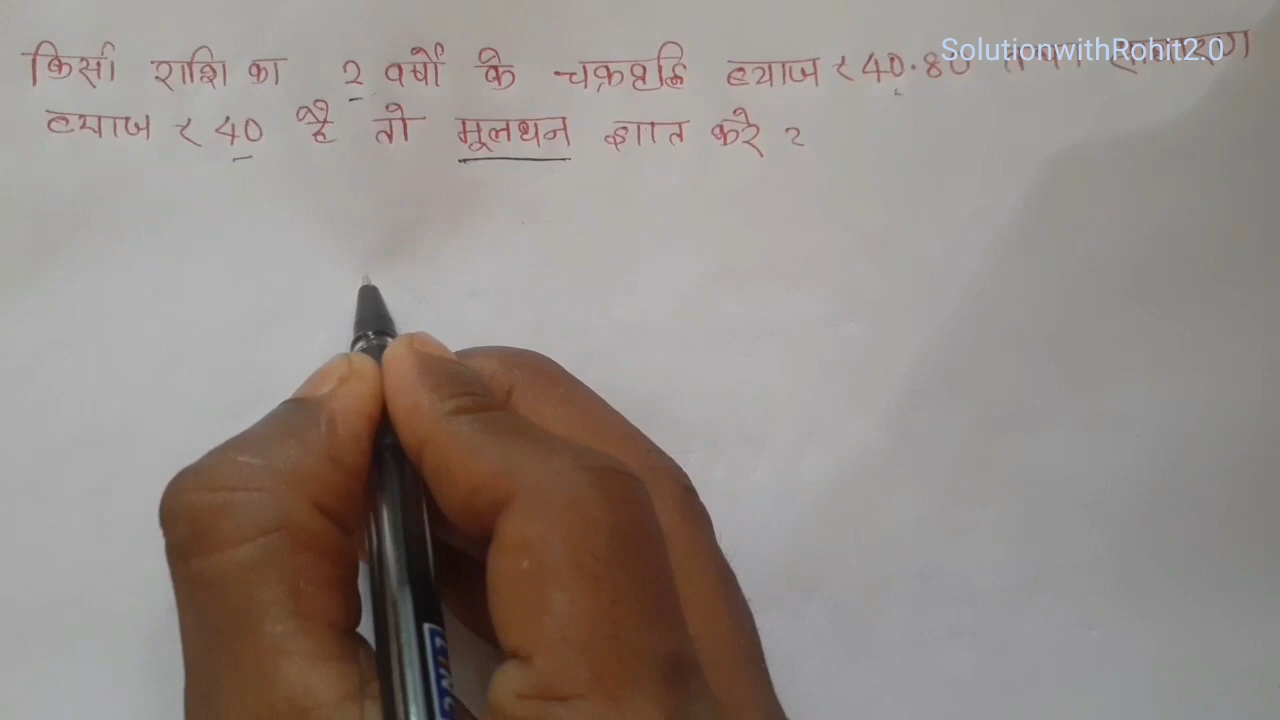 किसी राशि का 2 वर्षों के चक्रवृद्धि ब्याज ₹ 40.80
SolutionwithRohit2.0
ब्याज ₹ 40 है तो मूलधन ज्ञात करे ?